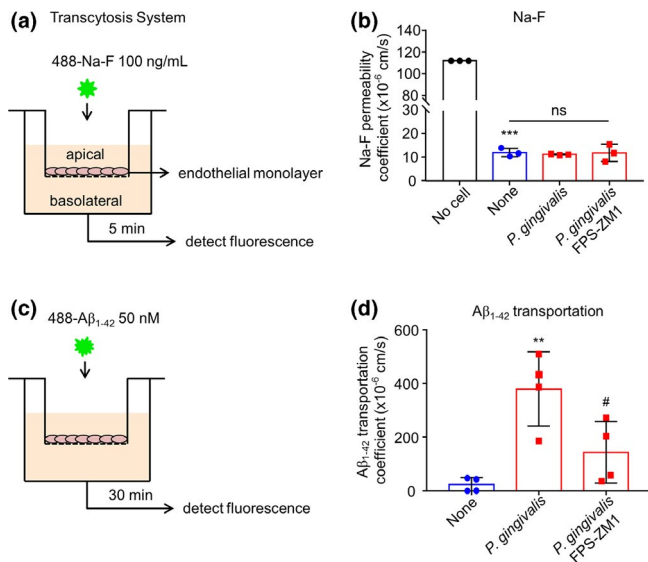 (a) Transcytosis System
488-Na-F 100 ng/mL
apical
endothelial monolayer
basolateral
5 min
detect fluorescence
(b) Na-F
Na-F permeability
coefficient (x10⁻⁶ cm/s)
140
120
100
80
60
30
20
10
0
ns
***
No cell
None
P. gingivalis
P. gingivalis
FPS-ZM1
(c)
488-Aβ₁₋₄₂ 50 nM
30 min
detect fluorescence
(d) Aβ₁₋₄₂ transportation
Aβ₁₋₄₂ transportation
coefficient (x10⁻⁶ cm/s)
600
400
200
0
**
#
None
P. gingivalis
P. gingivalis
FPS-ZM1